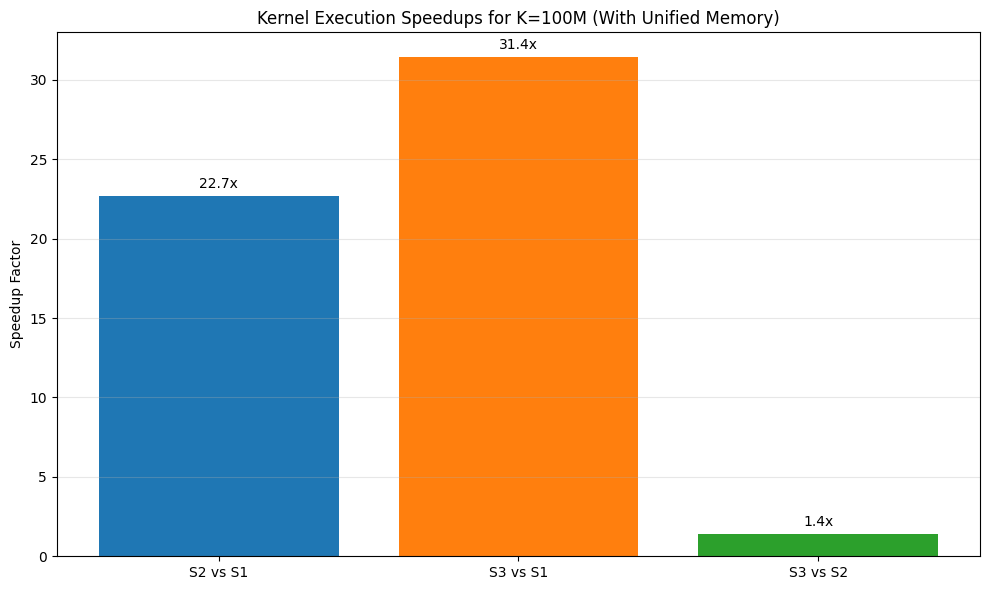 Kernel Execution Speedups for K=100M (With Unified Memory)
31.4x
30
25
22.7x
20
Speedup Factor
15
10
5
1.4x
0
S2 vs S1
S3 vs S1
S3 vs S2